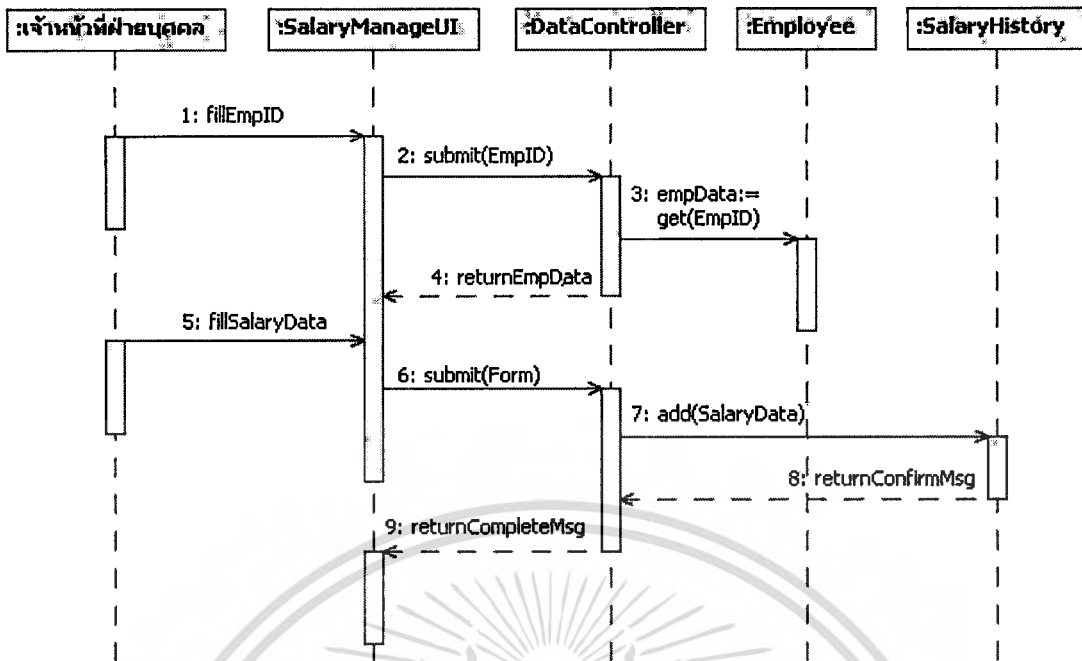 :เจ้าหน้าที่ฝ่ายบุคคล
:SalaryManageUI
:DataController
:Employee
:SalaryHistory
1: fillEmpID
2: submit(EmpID)
3: empData:=
get(EmpID)
4: returnEmpData
5: fillSalaryData
6: submit(Form)
7: add(SalaryData)
8: returnConfirmMsg
9: returnCompleteMsg